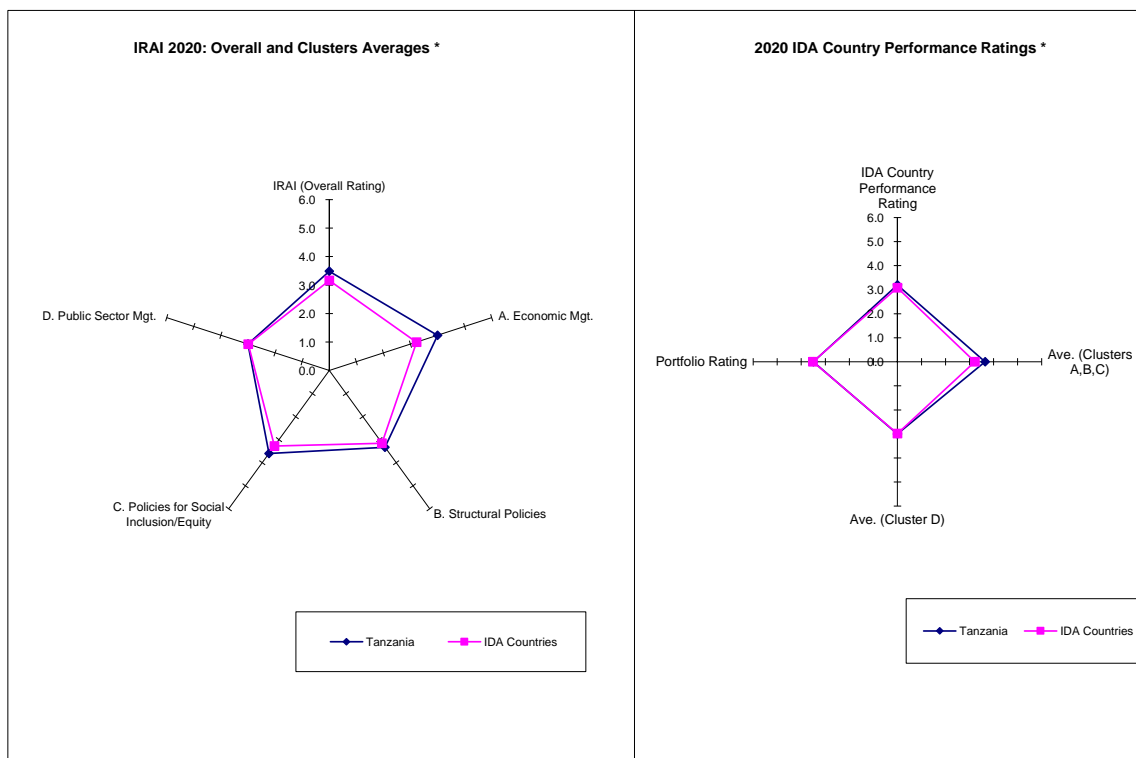 IRAI 2020: Overall and Clusters Averages *
IRAI (Overall Rating)
6.0
5.0
4.0
3.0
2.0
1.0
0.0
A. Economic Mgt.
B. Structural Policies
C. Policies for Social
Inclusion/Equity
D. Public Sector Mgt.
Tanzania
IDA Countries
2020 IDA Country Performance Ratings *
IDA Country
Performance
Rating
6.0
5.0
4.0
3.0
2.0
1.0
0.0
Ave. (Clusters
A,B,C)
Ave. (Cluster D)
Portfolio Rating
Tanzania
IDA Countries